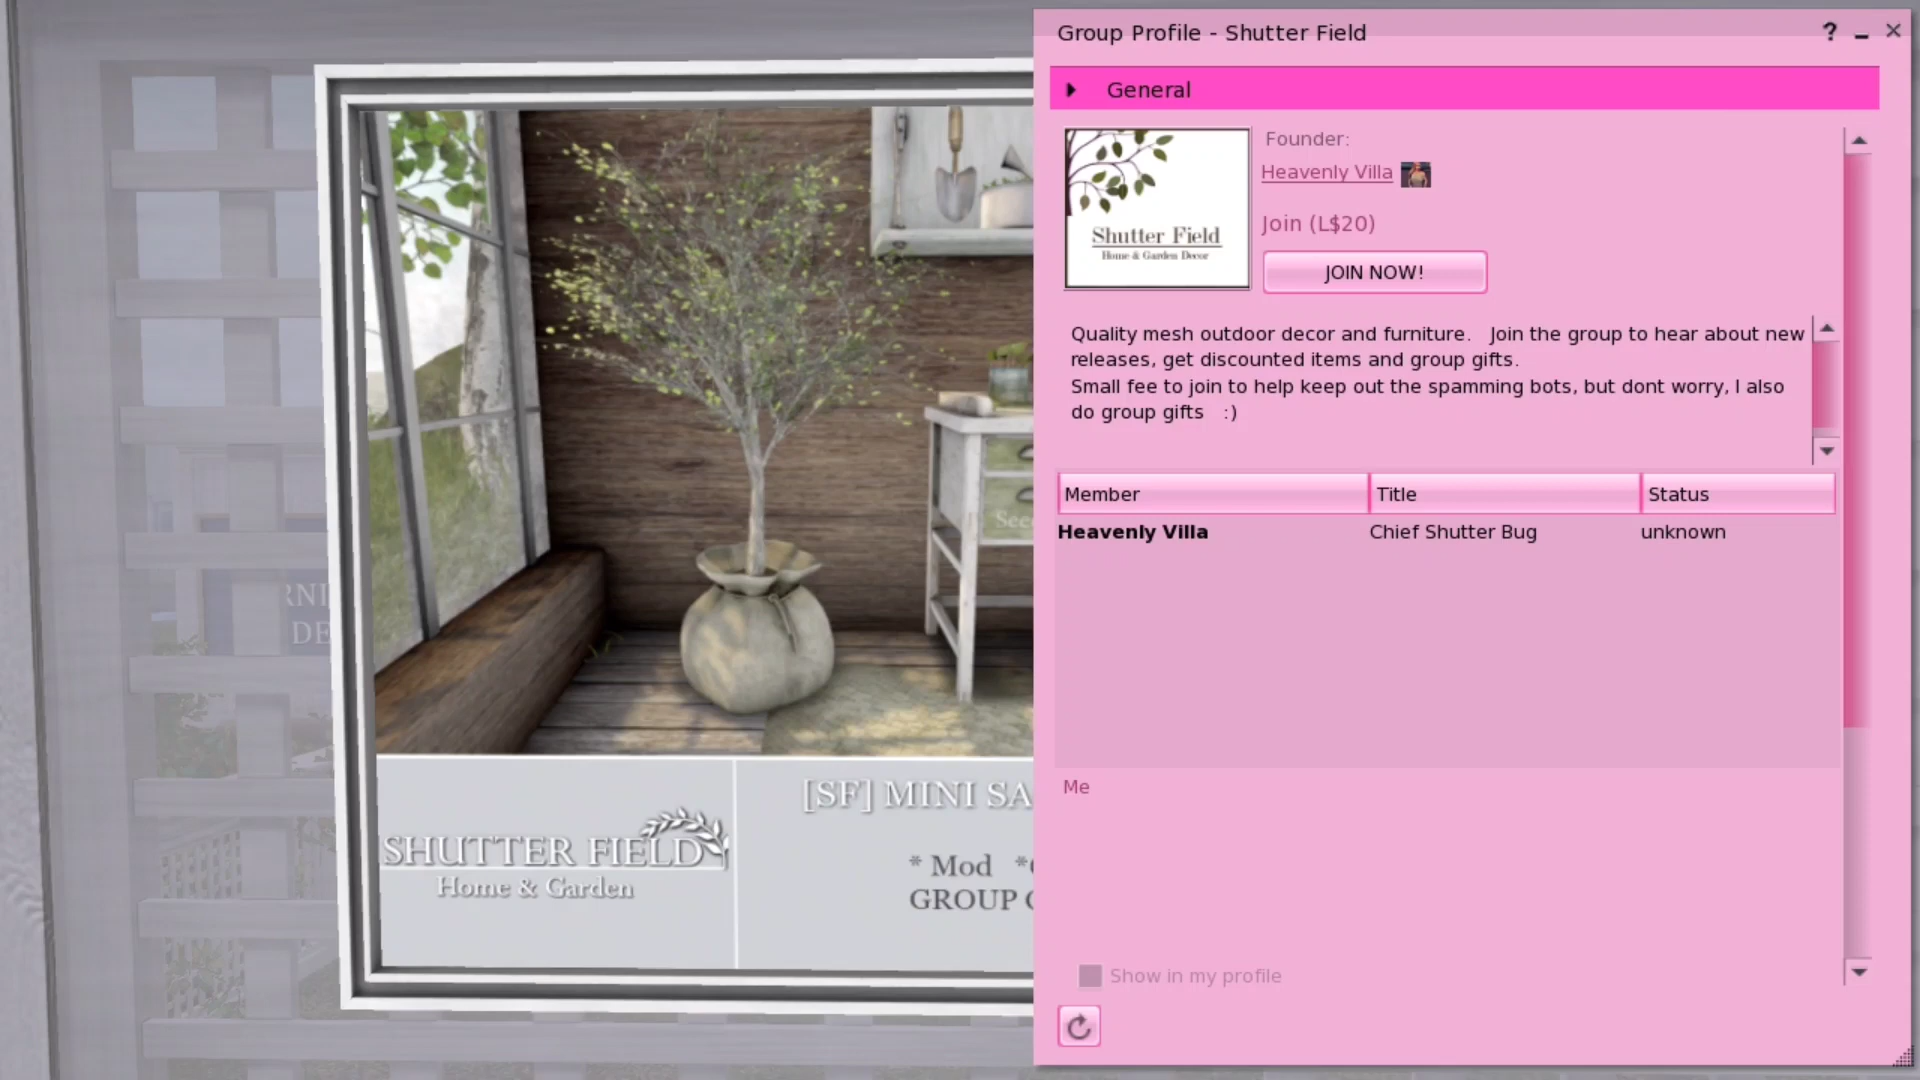 Group Profile - Shutter Field
?
General
Shutter Field
Home & Garden Decor
Founder:
Heavenly Villa
Join (L$20)
JOIN NOW!
Quality mesh outdoor decor and furniture.   Join the group to hear about new
releases, get discounted items and group gifts.
Small fee to join to help keep out the spamming bots, but dont worry, I also
do group gifts   :)
Member Title Status
Heavenly Villa Chief Shutter Bug unknown
Me
Show in my profile
[SF] MINI
SHUTTER FIELD
Home & Garden
* Mod
GROUP